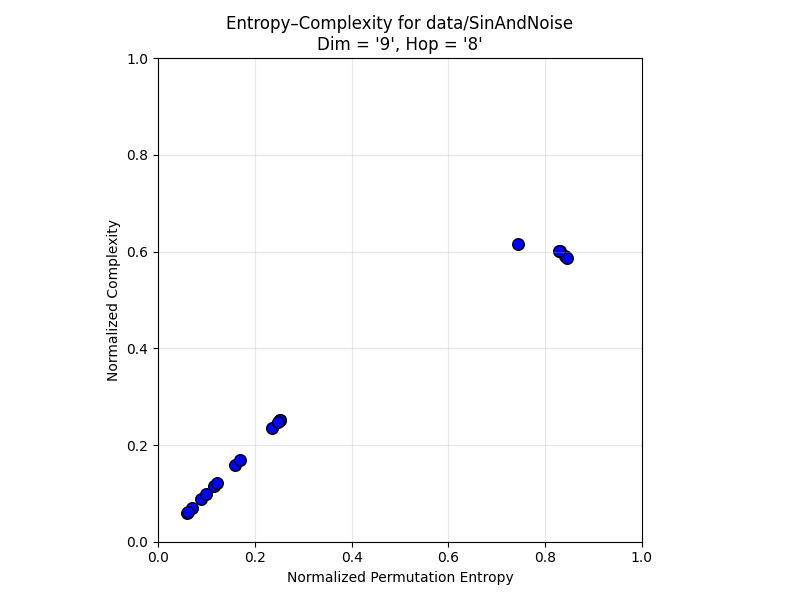 Entropy–Complexity for data/SinAndNoise
Dim = '9', Hop = '8'
1.0
0.8
0.6
0.4
0.2
0.0
Normalized Complexity
0.0 0.2 0.4 0.6 0.8 1.0
Normalized Permutation Entropy